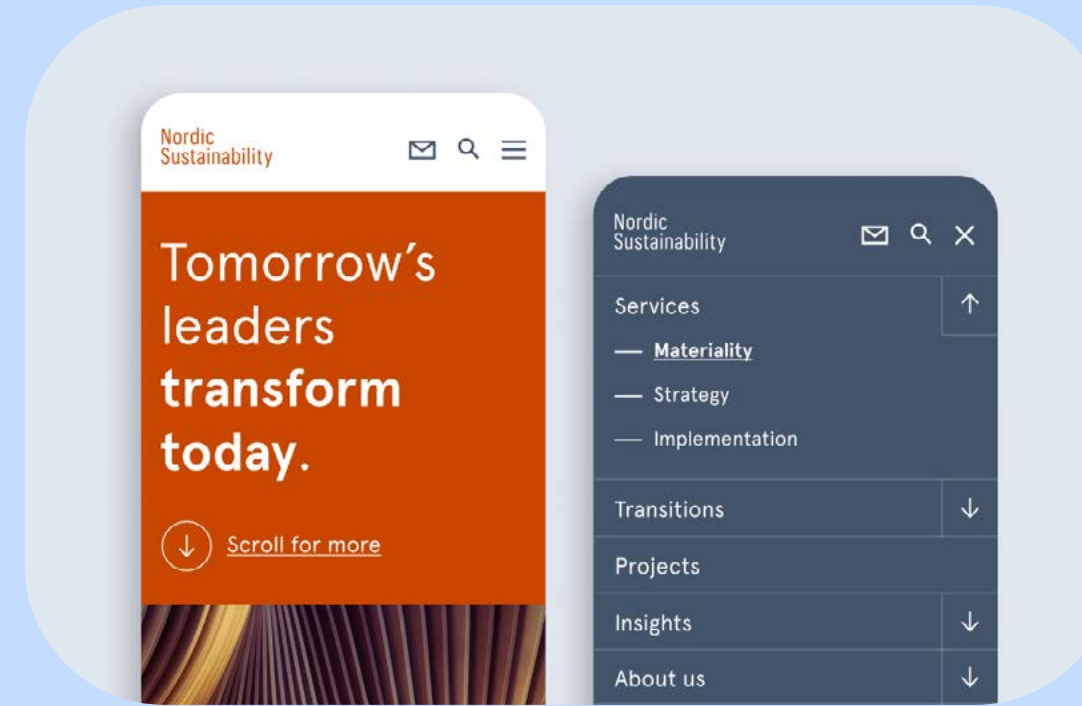 Nordic
Sustainability
Tomorrow’s
leaders
transform
today.
Scroll for more
Nordic
Sustainability
Services
Materiality
Strategy
Implementation
Transitions
Projects
Insights
About us